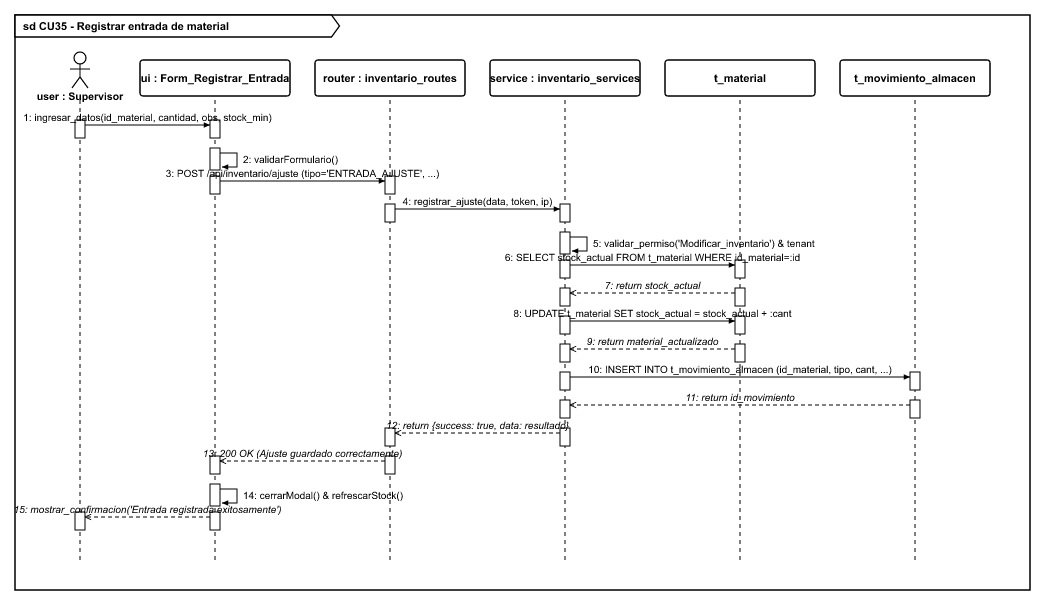 sd CU35 - Registrar entrada de material
user : Supervisor
ui : Form_Registrar_Entrada
router : inventario_routes
service : inventario_services
t_material
t_movimiento_almacen
1: ingresar_datos(id_material, cantidad, obs, stock_min)
2: validarFormulario()
3: POST /api/inventario/ajuste (tipo='ENTRADA_AJUSTE', ...)
4: registrar_ajuste(data, token, ip)
5: validar_permiso('Modificar_inventario') & tenant
6: SELECT stock_actual FROM t_material WHERE id_material=:id
7: return stock_actual
8: UPDATE t_material SET stock_actual = stock_actual + :cant
9: return material_actualizado
10: INSERT INTO t_movimiento_almacen (id_material, tipo, cant, ...)
11: return id_movimiento
12: return {success: true, data: resultado}
13: 200 OK (Ajuste guardado correctamente)
14: cerrarModal() & refrescarStock()
15: mostrar_confirmacion('Entrada registrada exitosamente')